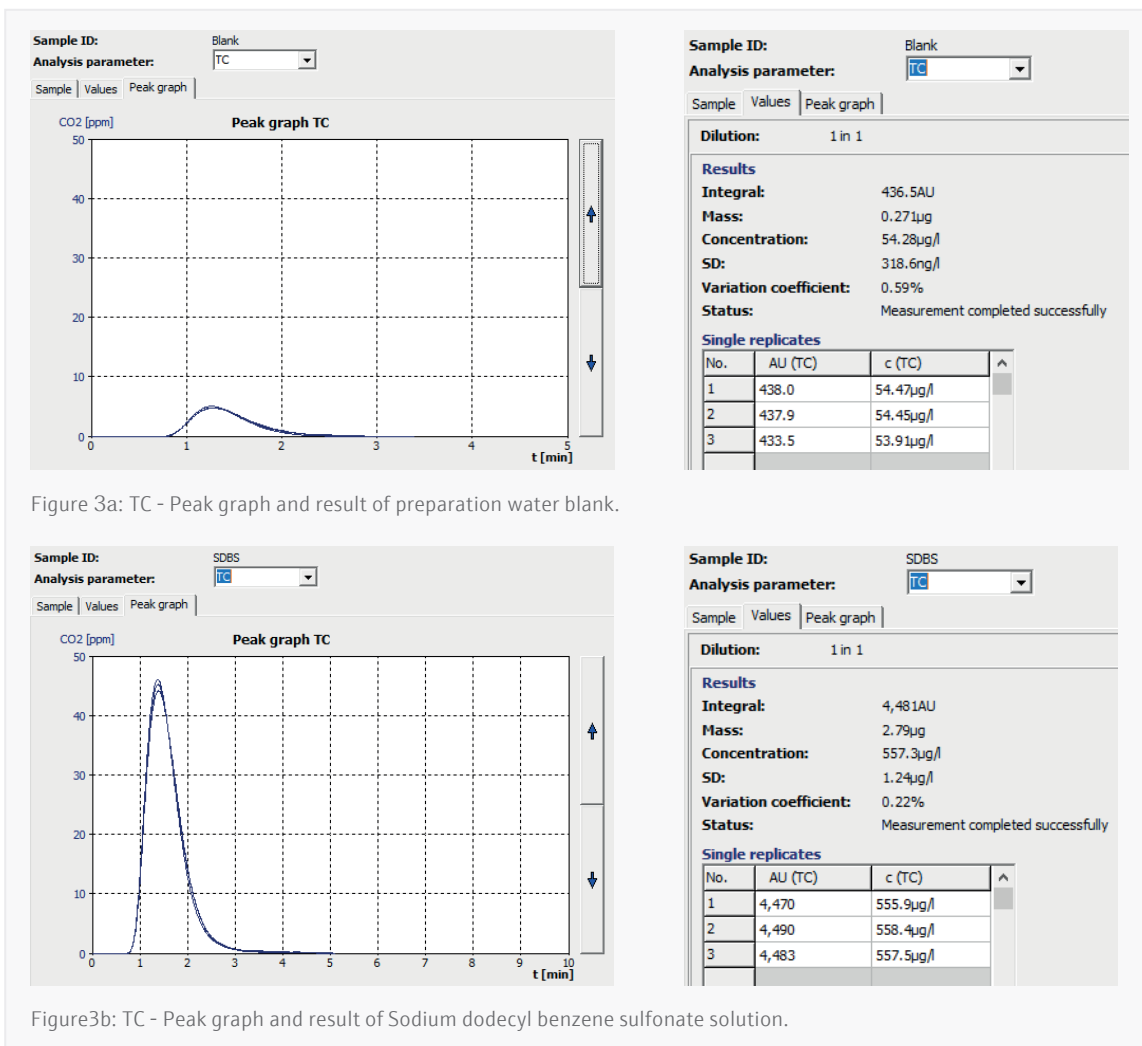 Sample ID: Blank
Analysis parameter: TC
Sample Values Peak graph
CO2 [ppm] Peak graph TC
50
40
30
20
10
0
0 1 2 3 4 5
t [min]
Sample ID: Blank
Analysis parameter: TC
Sample Values Peak graph
Dilution: 1 in 1
Results
Integral: 436.5AU
Mass: 0.271µg
Concentration: 54.28µg/l
SD: 318.6ng/l
Variation coefficient: 0.59%
Status: Measurement completed successfully
Single replicates
No. AU (TC) c (TC)
1 438.0 54.47µg/l
2 437.9 54.45µg/l
3 433.5 53.91µg/l
Figure 3a: TC - Peak graph and result of preparation water blank.
Sample ID: SDBS
Analysis parameter: TC
Sample Values Peak graph
CO2 [ppm] Peak graph TC
50
40
30
20
10
0
0 1 2 3 4 5 6 7 8 9 10
t [min]
Sample ID: SDBS
Analysis parameter: TC
Sample Values Peak graph
Dilution: 1 in 1
Results
Integral: 4,481AU
Mass: 2.79µg
Concentration: 557.3µg/l
SD: 1.24µg/l
Variation coefficient: 0.22%
Status: Measurement completed successfully
Single replicates
No. AU (TC) c (TC)
1 4,470 555.9µg/l
2 4,490 558.4µg/l
3 4,483 557.5µg/l
Figure3b: TC - Peak graph and result of Sodium dodecyl benzene sulfonate solution.